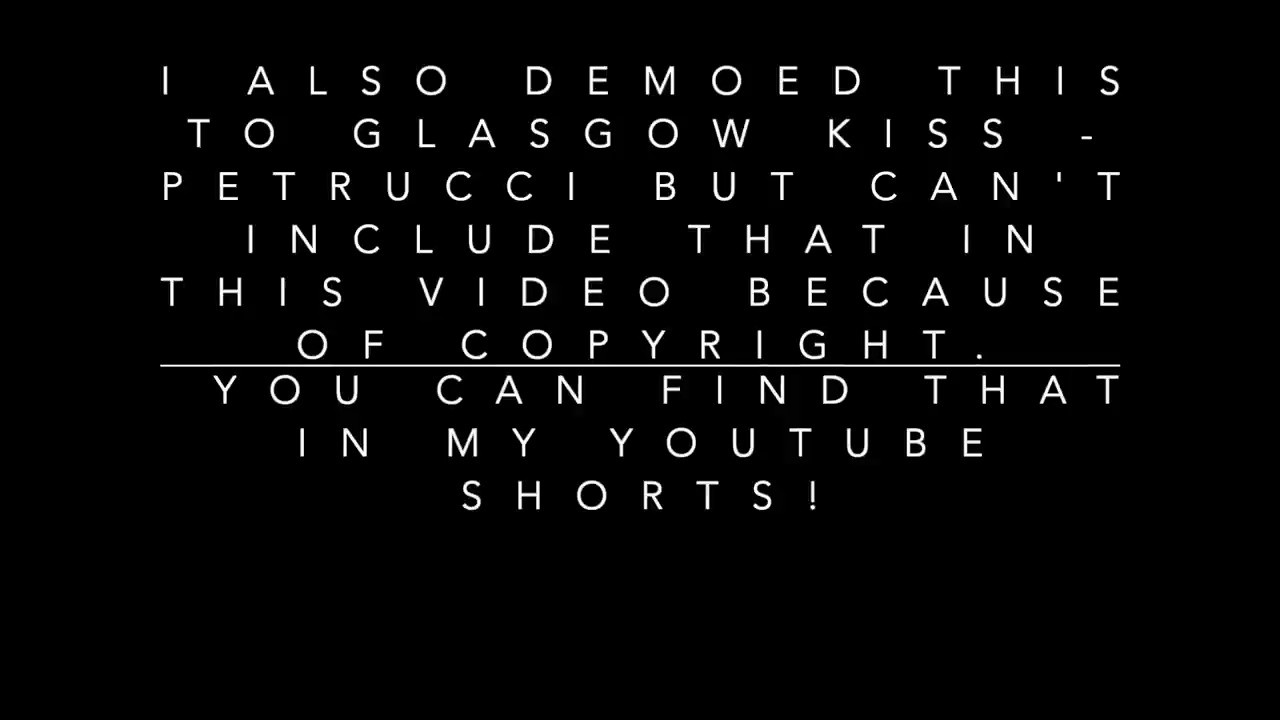 I ALSO DEMOED THIS
TO GLASGOW KISS -
PETRUCCI BUT CAN'T
INCLUDE THAT IN
THIS VIDEO BECAUSE
OF COPYRIGHT.
YOU CAN FIND THAT
IN MY YOUTUBE
SHORTS!